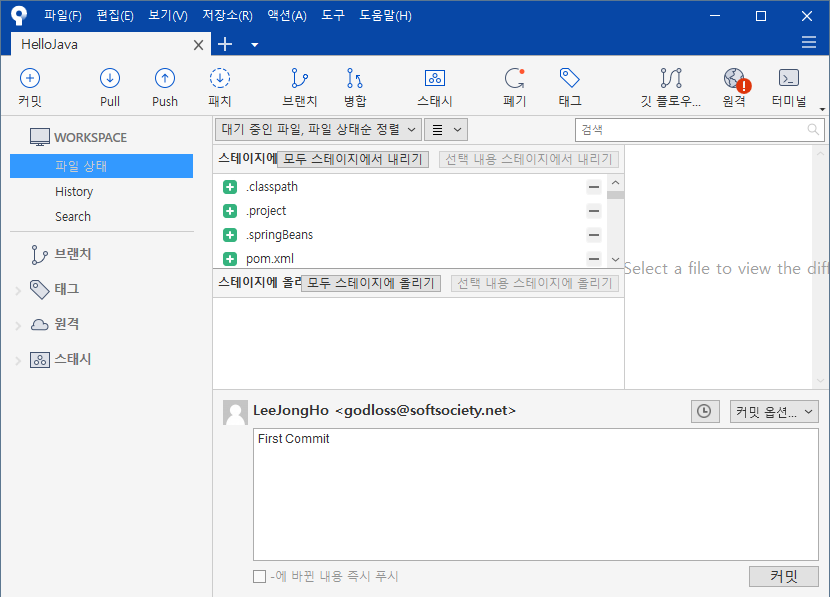 파일(F) 편집(E) 보기(V) 저장소(R) 액션(A) 도구 도움말(H)
HelloJava
커밋 Pull Push 패치 브랜치 병합 스태시 폐기 태그 깃 플로우... 원격 터미널
WORKSPACE
파일 상태
History
Search
브랜치
태그
원격
스태시
대기 중인 파일, 파일 상태순 정렬
검색
스테이지에 모두 스테이지에서 내리기 선택 내용 스테이지에서 내리기
.classpath
.project
.springBeans
pom.xml
스테이지에 올리 모두 스테이지에 올리기 선택 내용 스테이지에 올리기
Select a file to view the diff
LeeJongHo <godloss@softsociety.net>
커밋 옵션...
First Commit
-에 바뀐 내용 즉시 푸시
커밋